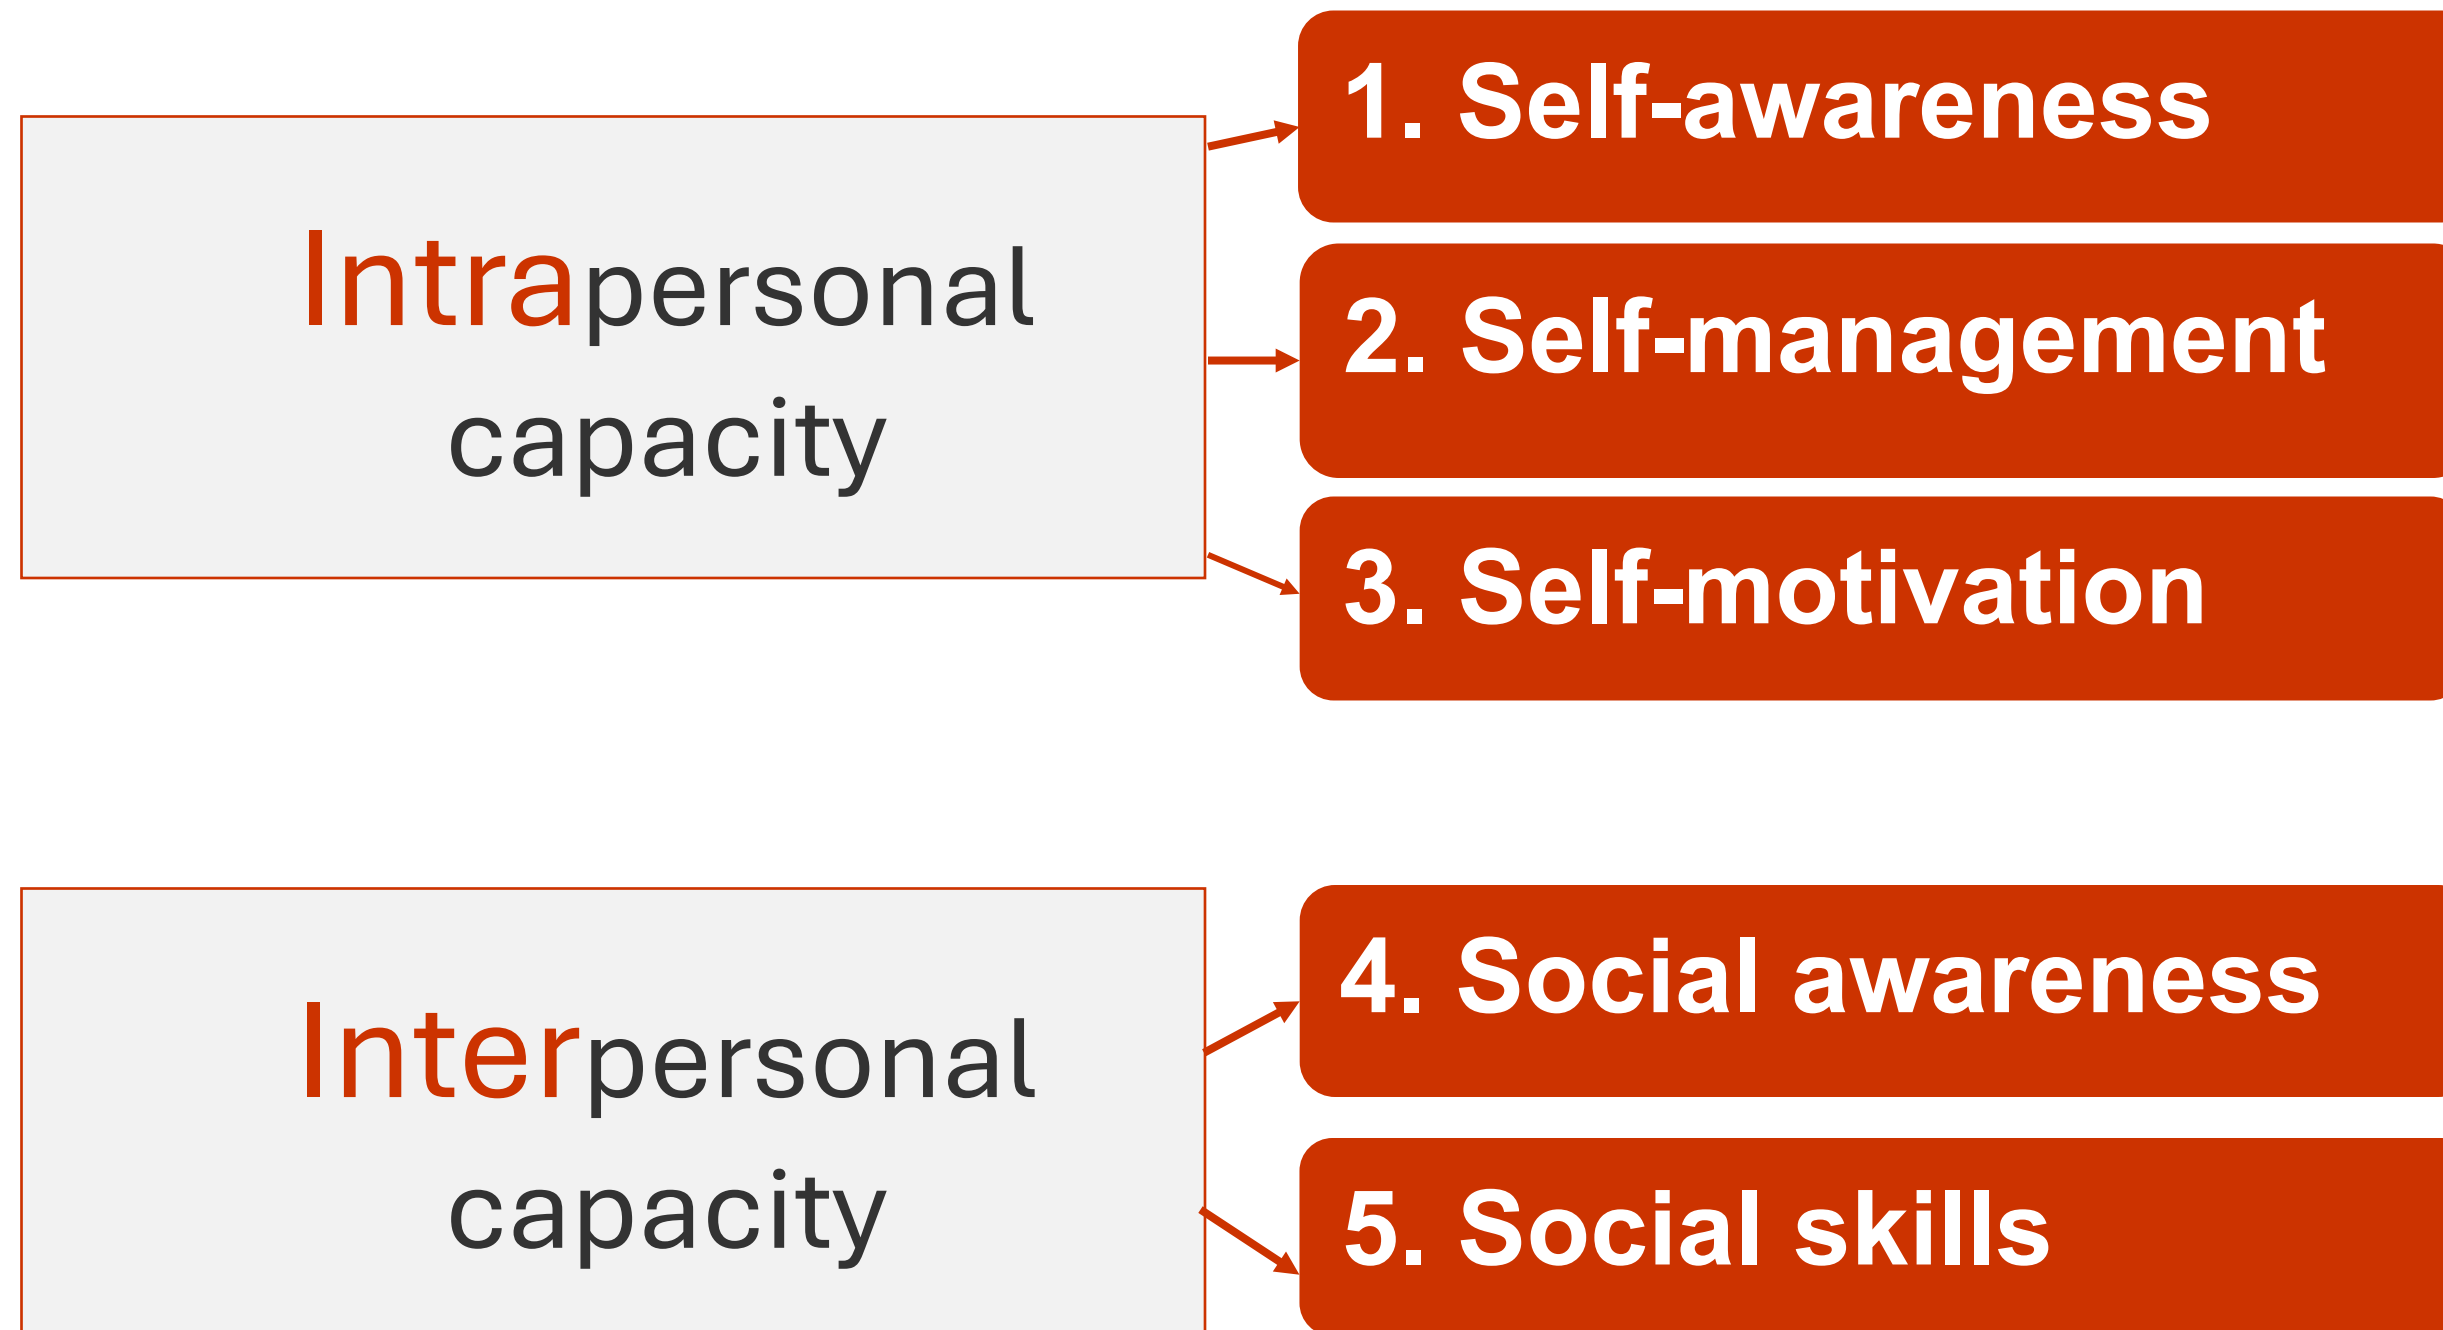 Intrapersonal
capacity
1. Self-awareness
2. Self-management
3. Self-motivation
Interpersonal
capacity
4. Social awareness
5. Social skills